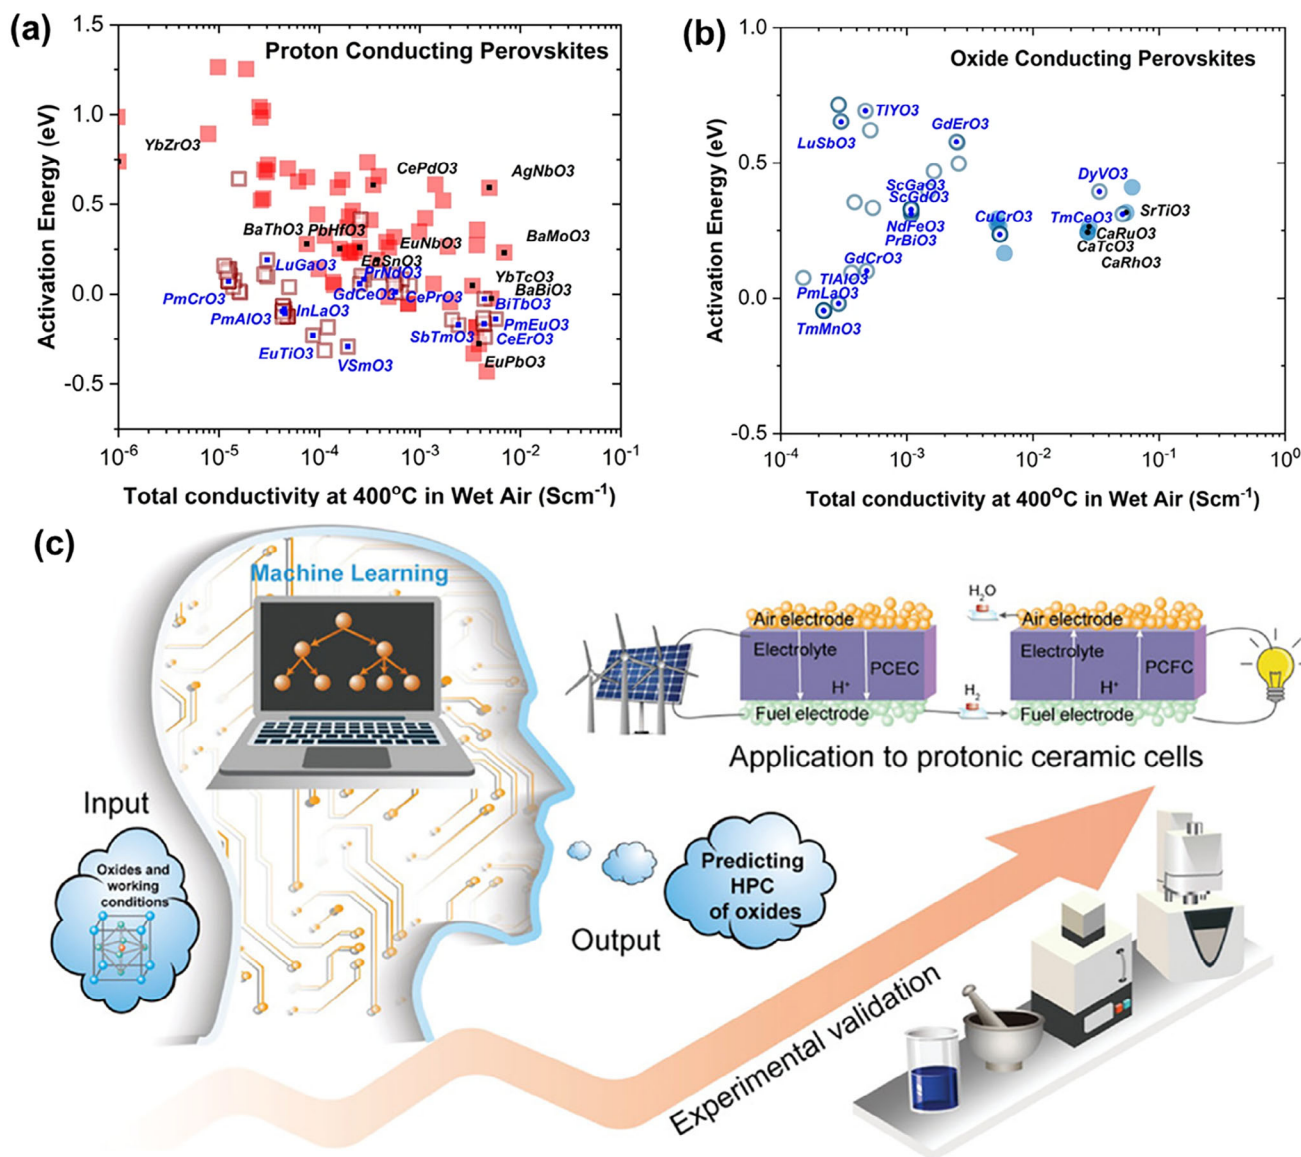 (a)
Proton Conducting Perovskites
Activation Energy (eV)
1.5
1.0
0.5
0.0
-0.5
YbZrO3
CePdO3
AgNbO3
BaThO3
PbHfO3
EuNbO3
BaMoO3
EuSnO3
LuGaO3
PrNdO3
YbTcO3
BaBiO3
PmCrO3
GdCeO3
CePrO3
BiTbO3
InLaO3
PmAlO3
PmEuO3
SbTmO3
CeErO3
EuTiO3
VSmO3
EuPbO3
10-6
10-5
10-4
10-3
10-2
10-1
Total conductivity at 400oC in Wet Air (Scm-1)
(b)
Oxide Conducting Perovskites
Activation Energy (eV)
1.0
0.5
0.0
-0.5
TlYO3
LuSbO3
GdErO3
DyVO3
ScGaO3
ScGdO3
NdFeO3
PrBiO3
CuCrO3
TmCeO3
SrTiO3
CaRuO3
CaTcO3
CaRhO3
GdCrO3
TlAlO3
PmLaO3
TmMnO3
10-4
10-3
10-2
10-1
100
Total conductivity at 400OC in Wet Air (Scm-1)
(c)
Machine Learning
Input
Oxides and
working
conditions
Output
Predicting
HPC
of oxides
Air electrode
Electrolyte
PCEC
H+
Fuel electrode
H2
H2O
Air electrode
Electrolyte
PCFC
H+
Fuel electrode
Application to protonic ceramic cells
Experimental validation